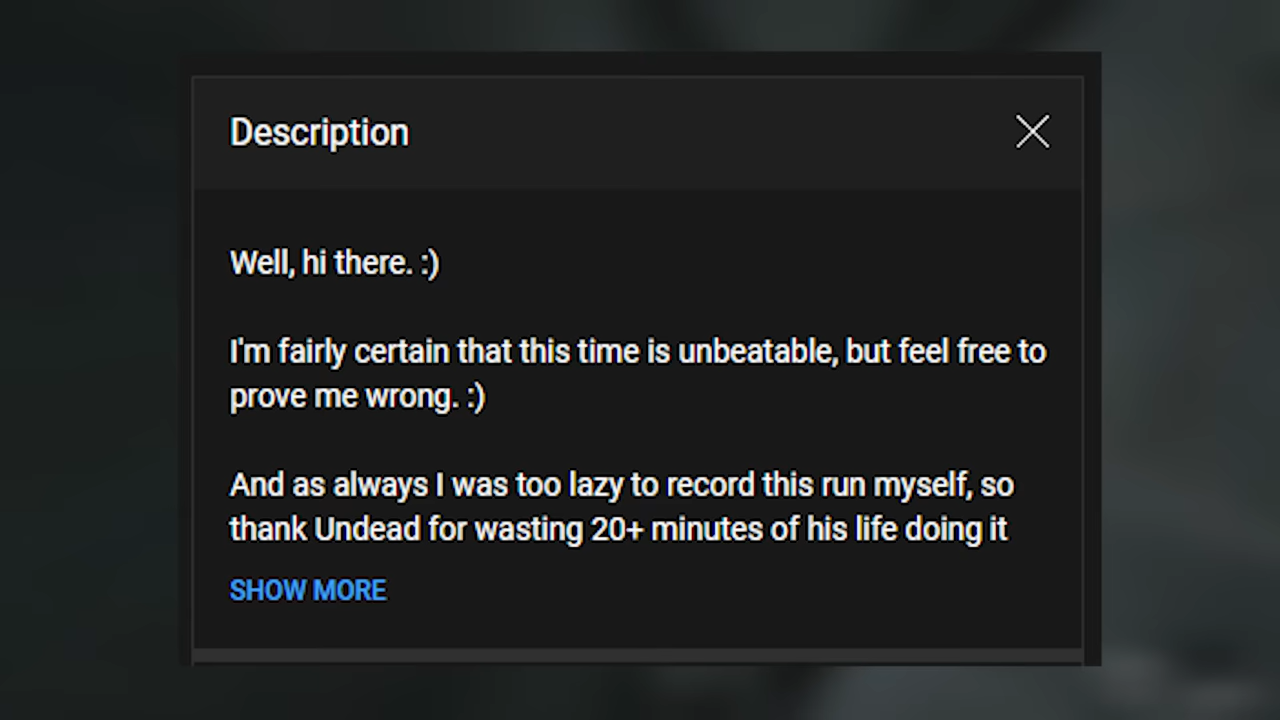 Description
Well, hi there. :)
I'm fairly certain that this time is unbeatable, but feel free to
prove me wrong. :)
And as always I was too lazy to record this run myself, so
thank Undead for wasting 20+ minutes of his life doing it
SHOW MORE